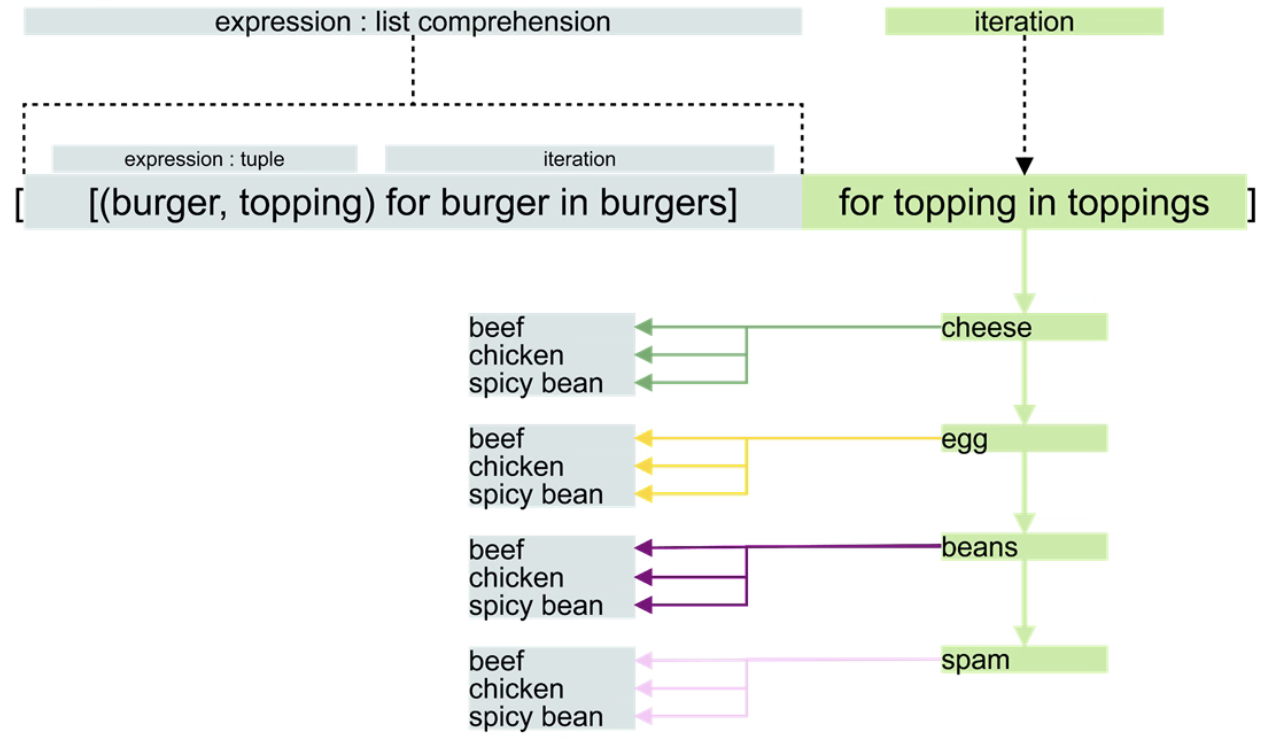 expression : list comprehension iteration
expression : tuple iteration
[ [(burger, topping) for burger in burgers] for topping in toppings ]
beef cheese
chicken
spicy bean
beef egg
chicken
spicy bean
beef beans
chicken
spicy bean
beef spam
chicken
spicy bean